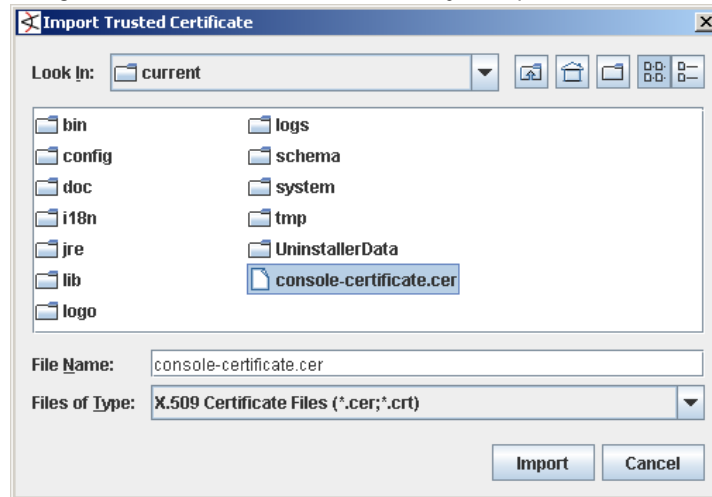 Import Trusted Certificate
Look In: current
bin
config
doc
i18n
jre
lib
logo
logs
schema
system
tmp
UninstallerData
console-certificate.cer
File Name: console-certificate.cer
Files of Type: X.509 Certificate Files (*.cer;*.crt)
Import Cancel